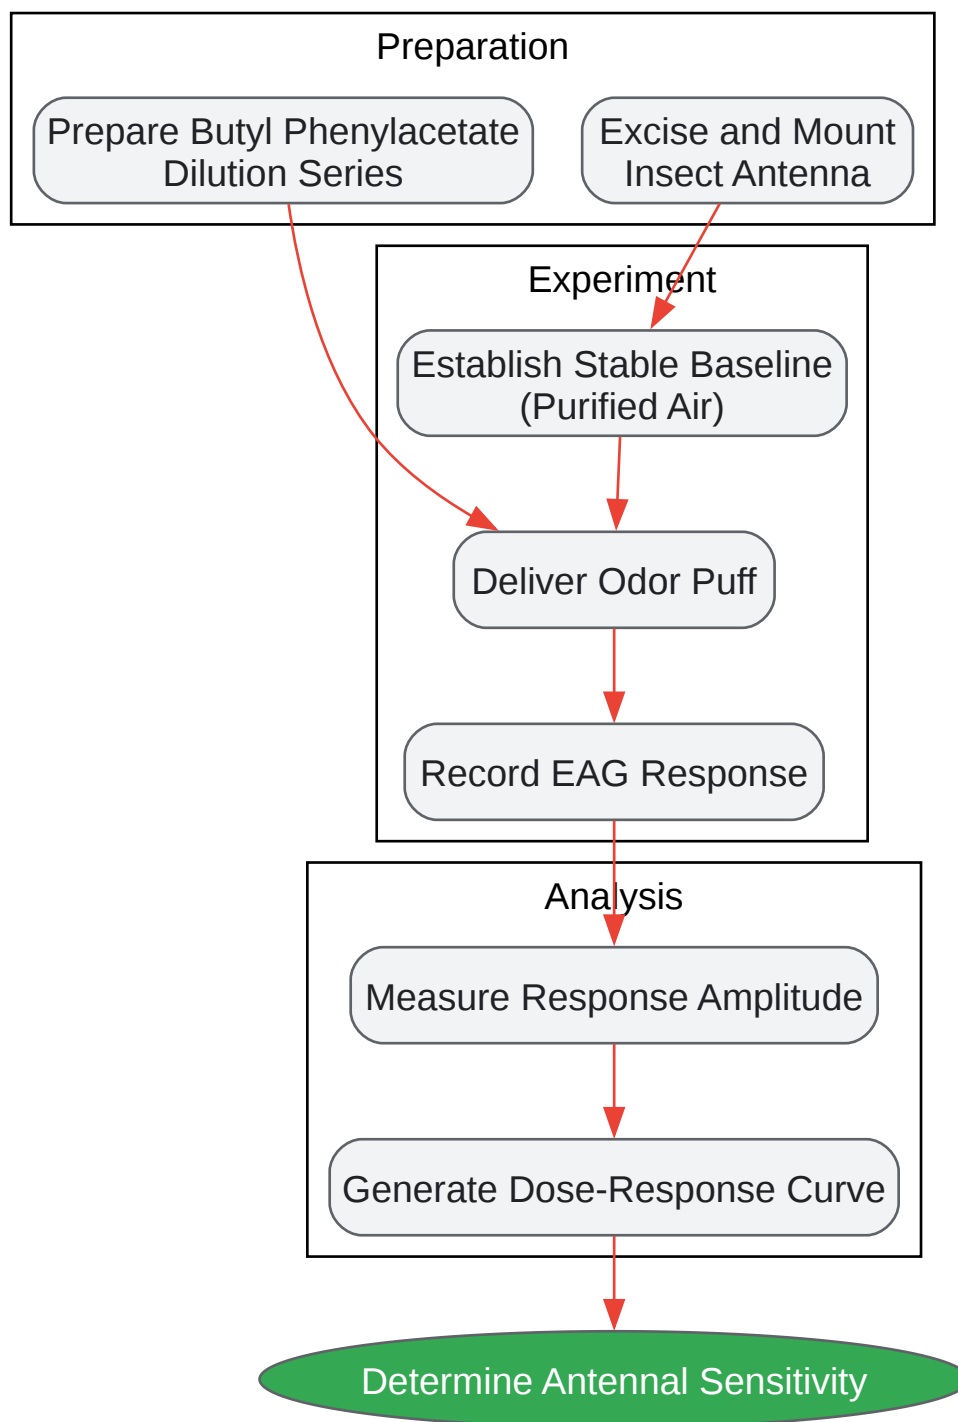 Preparation
Prepare Butyl Phenylacetate
Dilution Series
Excise and Mount
Insect Antenna
Experiment
Establish Stable Baseline
(Purified Air)
Deliver Odor Puff
Record EAG Response
Analysis
Measure Response Amplitude
Generate Dose-Response Curve
Determine Antennal Sensitivity